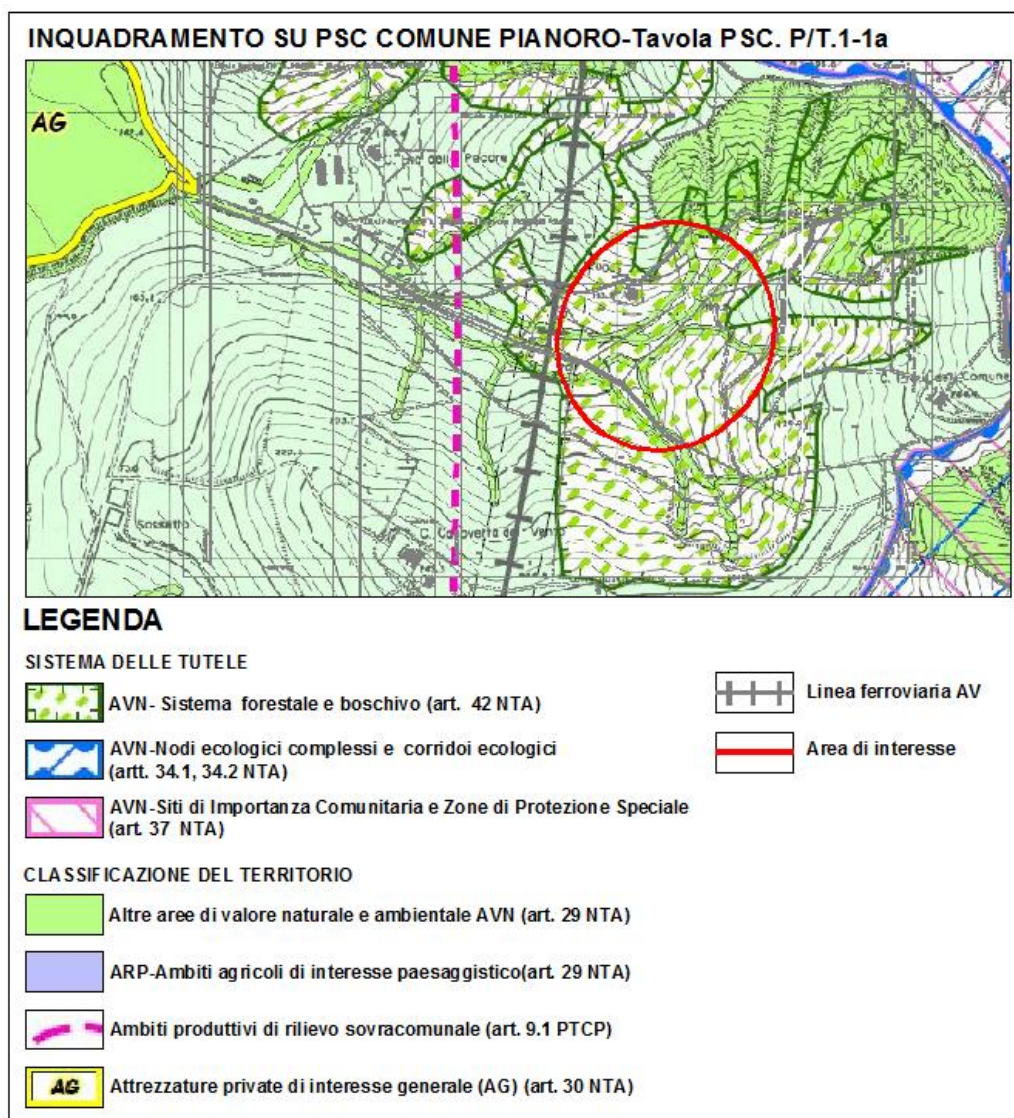 INQUADRAMENTO SU PSC COMUNE PIANORO-Tavola PSC. P/T.1-1a
AG
LEGENDA
SISTEMA DELLE TUTELE
AVN- Sistema forestale e boschivo (art. 42 NTA)
AVN-Nodi ecologici complessi e corridoi ecologici
(artt. 34.1, 34.2 NTA)
AVN-Siti di Importanza Comunitaria e Zone di Protezione Speciale
(art. 37 NTA)
Linea ferroviaria AV
Area di interesse
CLASSIFICAZIONE DEL TERRITORIO
Altre aree di valore naturale e ambientale AVN (art. 29 NTA)
ARP-Ambiti agricoli di interesse paesaggistico(art. 29 NTA)
Ambiti produttivi di rilievo sovracomunale (art. 9.1 PTCP)
AG
Attrezzature private di interesse generale (AG) (art. 30 NTA)